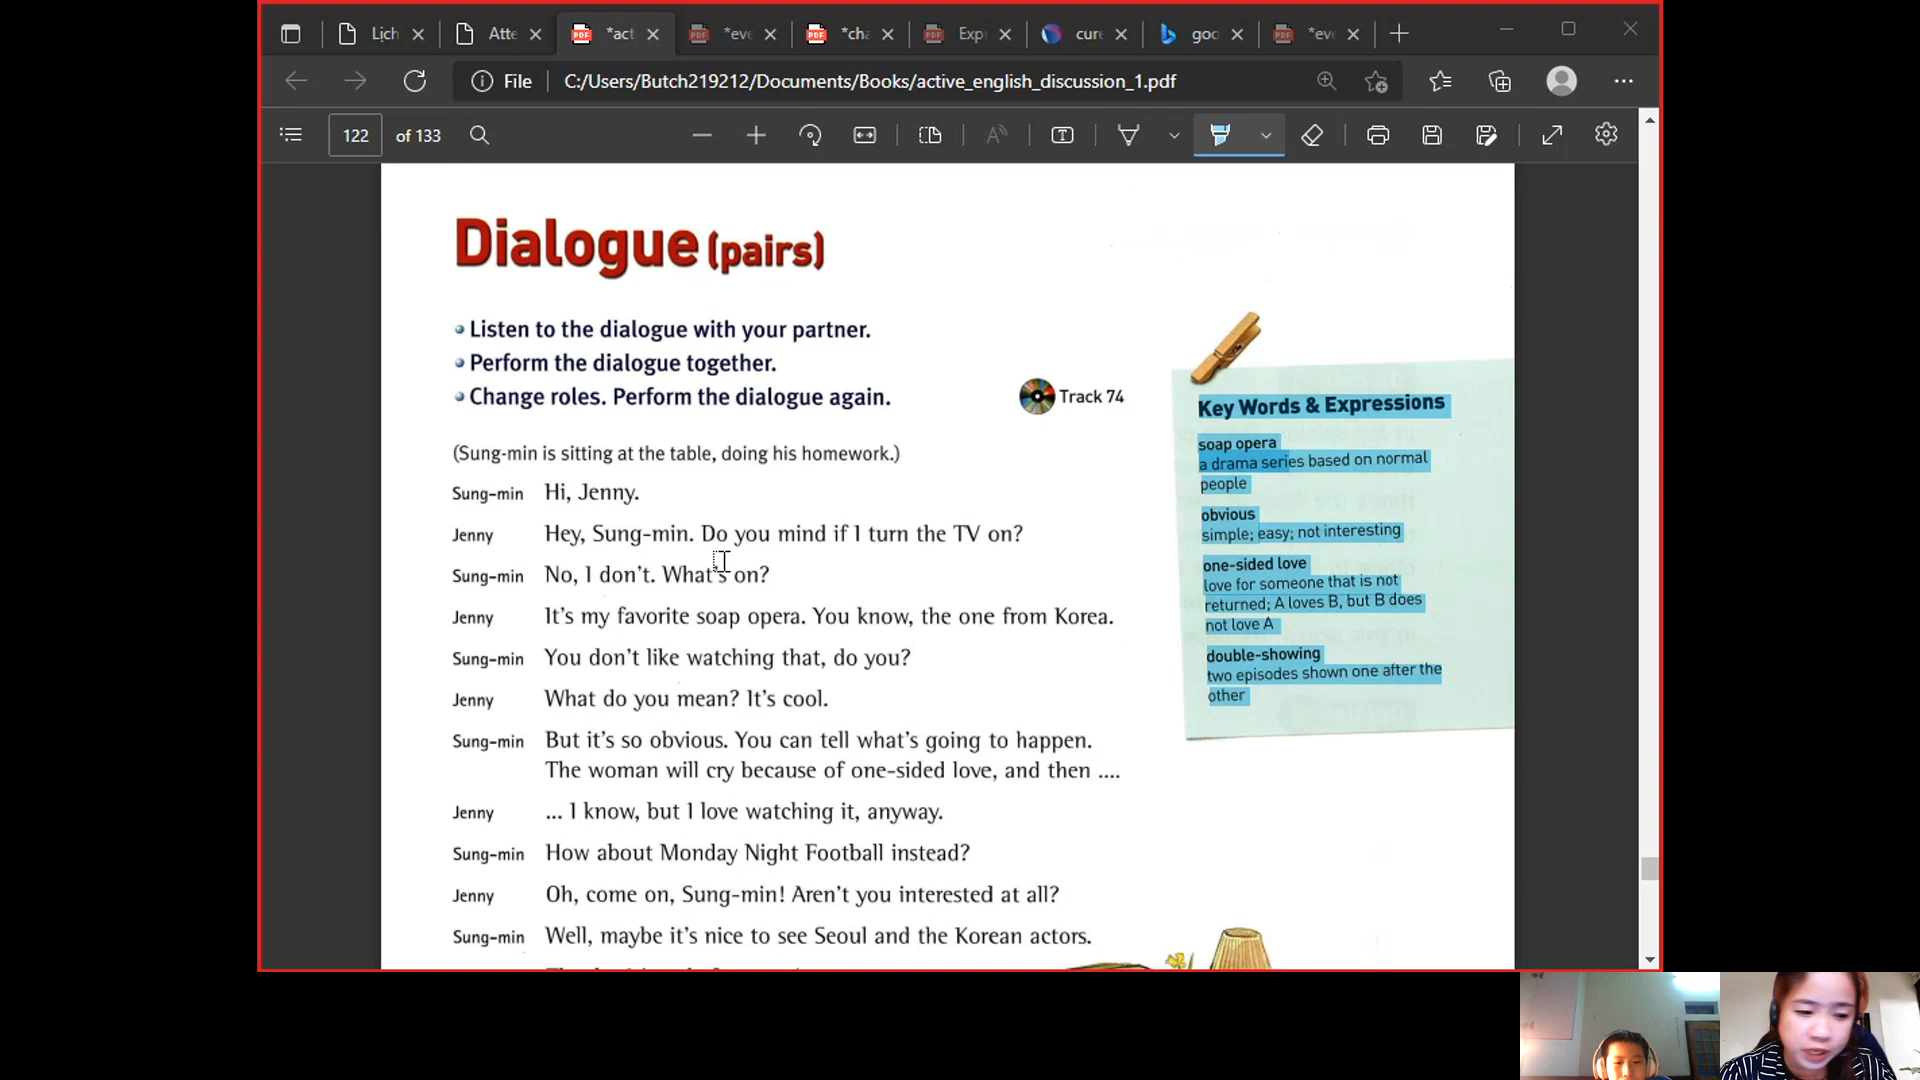 Lịch
Atte
*act
*eve
*cha
Exp
cur
goo
*eve
File
C:/Users/Butch219212/Documents/Books/active_english_discussion_1.pdf
122 of 133
Dialogue (pairs)
• Listen to the dialogue with your partner.
• Perform the dialogue together.
• Change roles. Perform the dialogue again.
Track 74
(Sung-min is sitting at the table, doing his homework.)
Sung-min Hi, Jenny.
Jenny Hey, Sung-min. Do you mind if I turn the TV on?
Sung-min No, I don't. What's on?
Jenny It's my favorite soap opera. You know, the one from Korea.
Sung-min You don't like watching that, do you?
Jenny What do you mean? It's cool.
Sung-min But it's so obvious. You can tell what's going to happen.
The woman will cry because of one-sided love, and then ....
Jenny ... I know, but I love watching it, anyway.
Sung-min How about Monday Night Football instead?
Jenny Oh, come on, Sung-min! Aren't you interested at all?
Sung-min Well, maybe it's nice to see Seoul and the Korean actors.
Key Words & Expressions
soap opera
a drama series based on normal
people
obvious
simple; easy; not interesting
one-sided love
love for someone that is not
returned; A loves B, but B does
not love A
double-showing
two episodes shown one after the
other